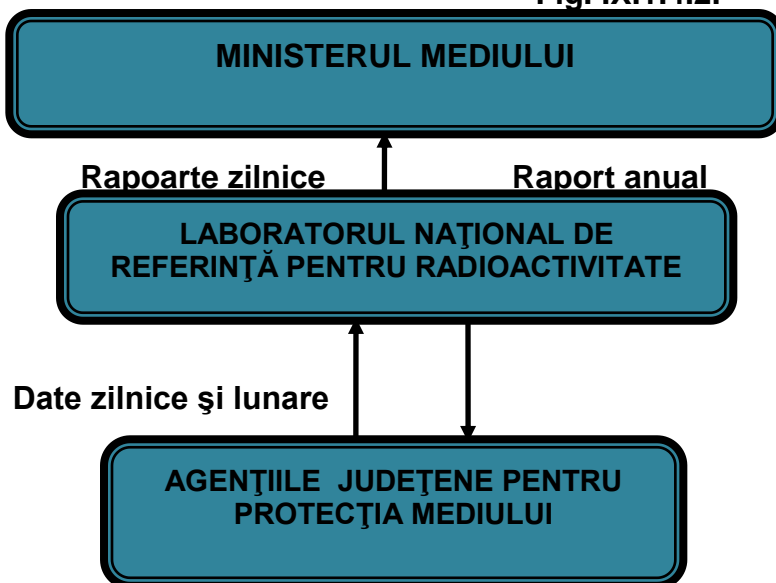 MINISTERUL MEDIULUI
Rapoarte zilnice Raport anual
LABORATORUL NAŢIONAL DE
REFERINŢĂ PENTRU RADIOACTIVITATE
Date zilnice şi lunare
AGENŢIILE JUDEŢENE PENTRU
PROTECŢIA MEDIULUI